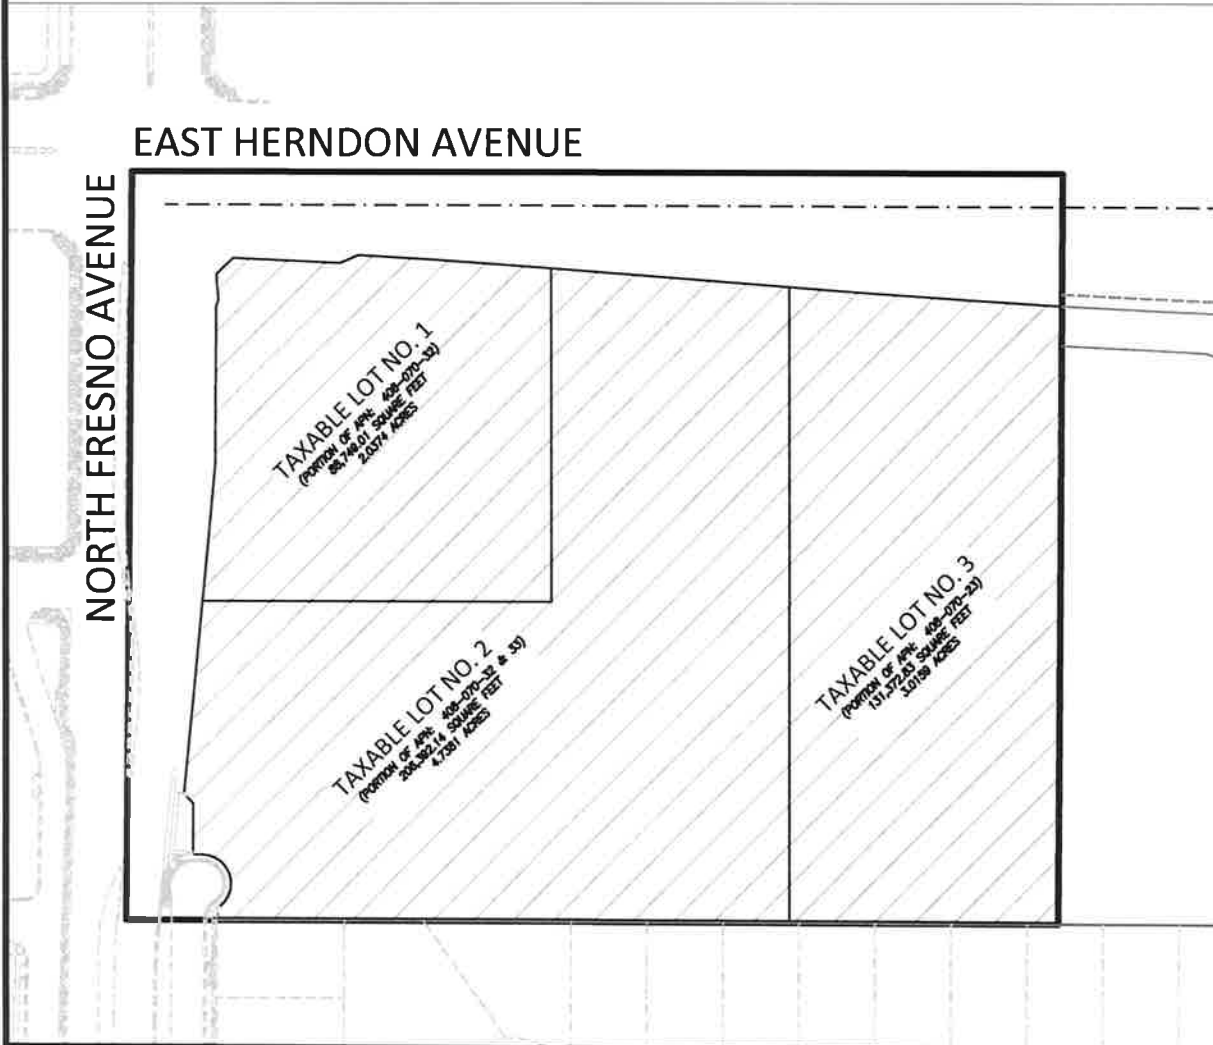 EAST HERNDON AVENUE
NORTH FRESNO AVENUE
TAXABLE LOT NO. 1
(PORTION OF APN: 408-070-32)
88,749.01 SQUARE FEET
2.0374 ACRES
TAXABLE LOT NO. 2
(PORTION OF APN: 408-070-32 & 33)
206,392.14 SQUARE FEET
4.7381 ACRES
TAXABLE LOT NO. 3
(PORTION OF APN: 408-070-23)
131,372.83 SQUARE FEET
3.0159 ACRES